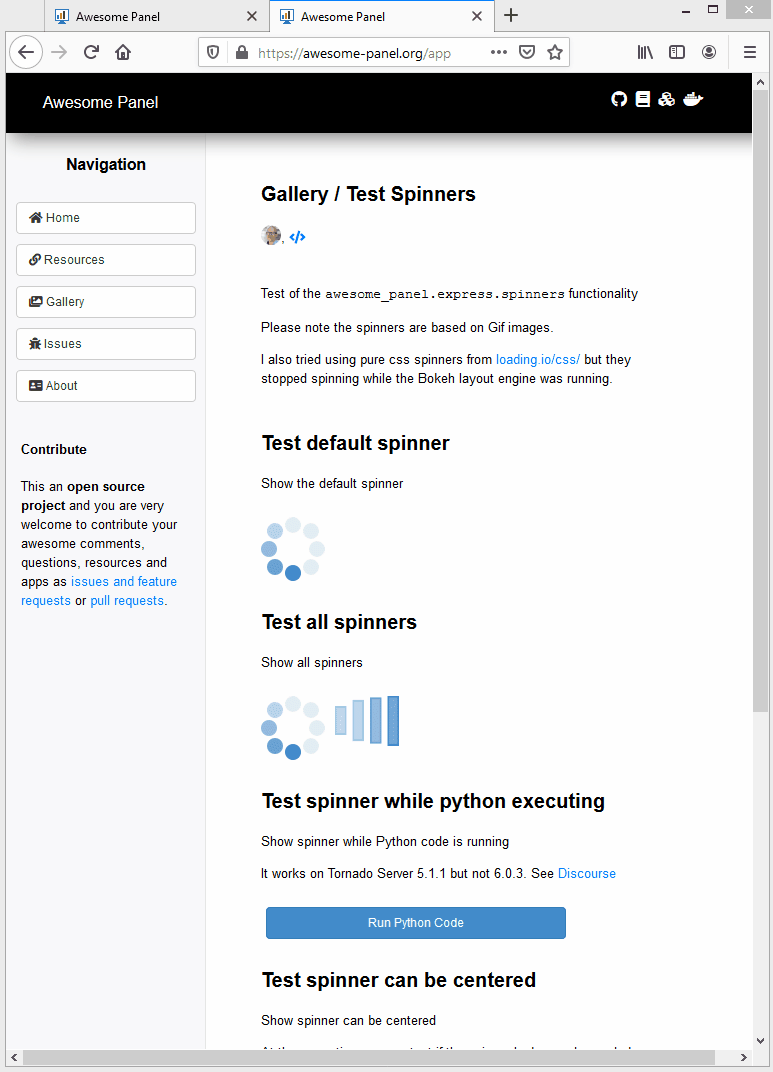 Awesome Panel
Awesome Panel
https://awesome-panel.org/app
Awesome Panel
Navigation
Home
Resources
Gallery
Issues
About
Contribute
This an open source
project and you are very
welcome to contribute your
awesome comments,
questions, resources and
apps as issues and feature
requests or pull requests.
Gallery / Test Spinners
,
Test of the awesome_panel.express.spinners functionality
Please note the spinners are based on Gif images.
I also tried using pure css spinners from loading.io/css/ but they
stopped spinning while the Bokeh layout engine was running.
Test default spinner
Show the default spinner
Test all spinners
Show all spinners
Test spinner while python executing
Show spinner while Python code is running
It works on Tornado Server 5.1.1 but not 6.0.3. See Discourse
Run Python Code
Test spinner can be centered
Show spinner can be centered